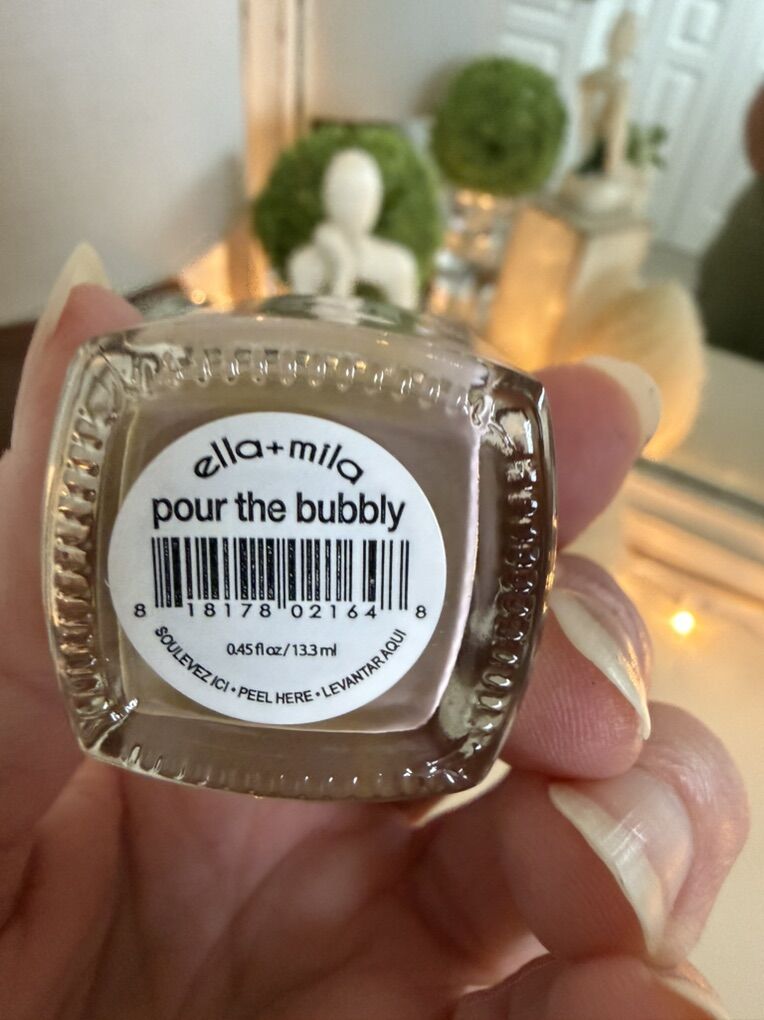 ella+mila
pour the bubbly
8 18178 02164 8
0.45 fl oz / 13.3 ml
SOULEVEZ ICI • PEEL HERE • LEVANTAR AQUI